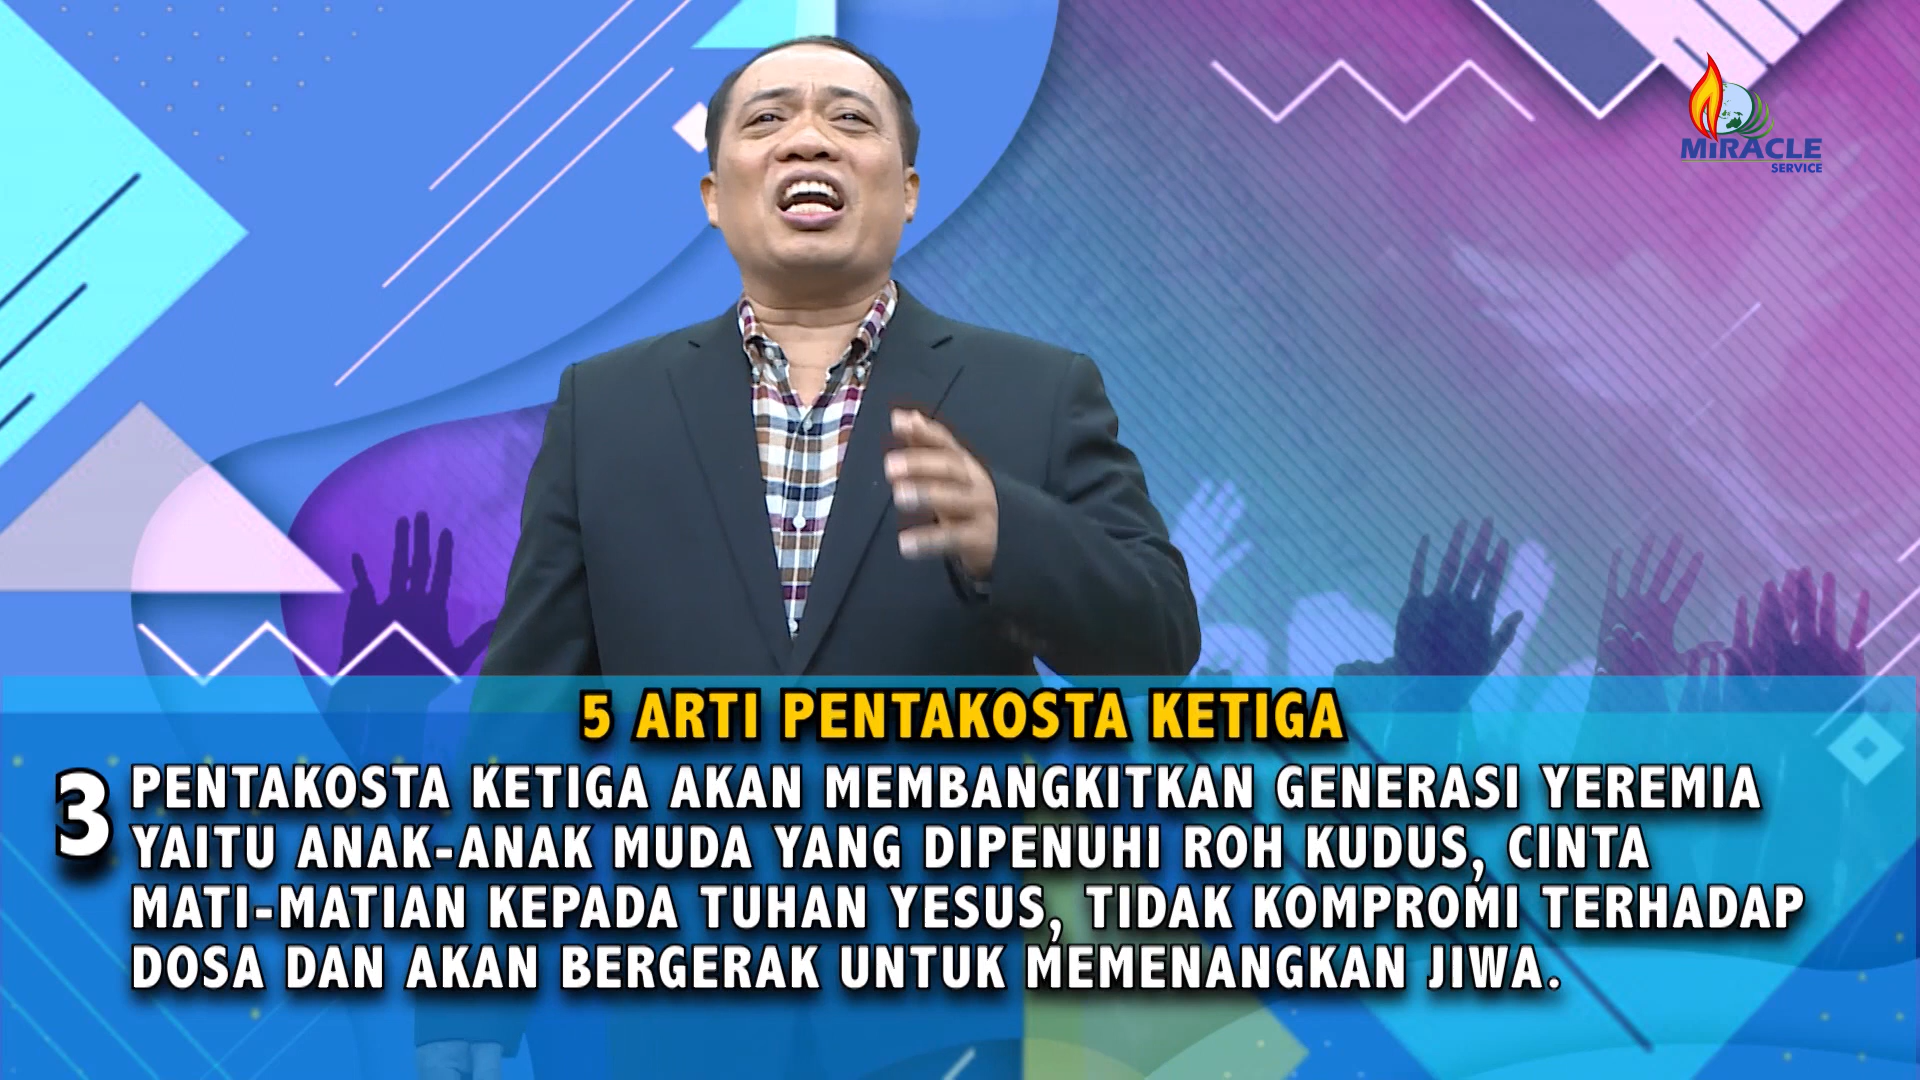 MiRACLE
SERVICE
5 ARTI PENTAKOSTA KETIGA
3 PENTAKOSTA KETIGA AKAN MEMBANGKITKAN GENERASI YEREMIA
YAITU ANAK-ANAK MUDA YANG DIPENUHI ROH KUDUS, CINTA
MATI-MATIAN KEPADA TUHAN YESUS, TIDAK KOMPROMI TERHADAP
DOSA DAN AKAN BERGERAK UNTUK MEMENANGKAN JIWA.